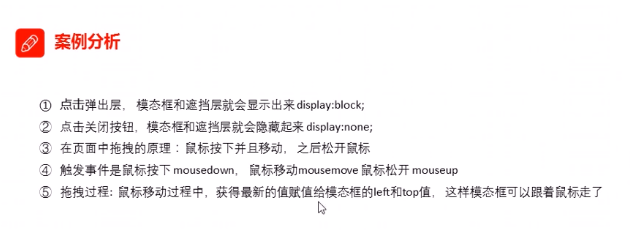 案例分析
① 点击弹出层, 模态框和遮挡层就会显示出来 display:block;
② 点击关闭按钮, 模态框和遮挡层就会隐藏起来 display:none;
③ 在页面中拖拽的原理: 鼠标按下并且移动, 之后松开鼠标
④ 触发事件是鼠标按下 mousedown, 鼠标移动mousemove 鼠标松开 mouseup
⑤ 拖拽过程: 鼠标移动过程中, 获得最新的值赋值给模态框的left和top值, 这样模态框可以跟着鼠标走了